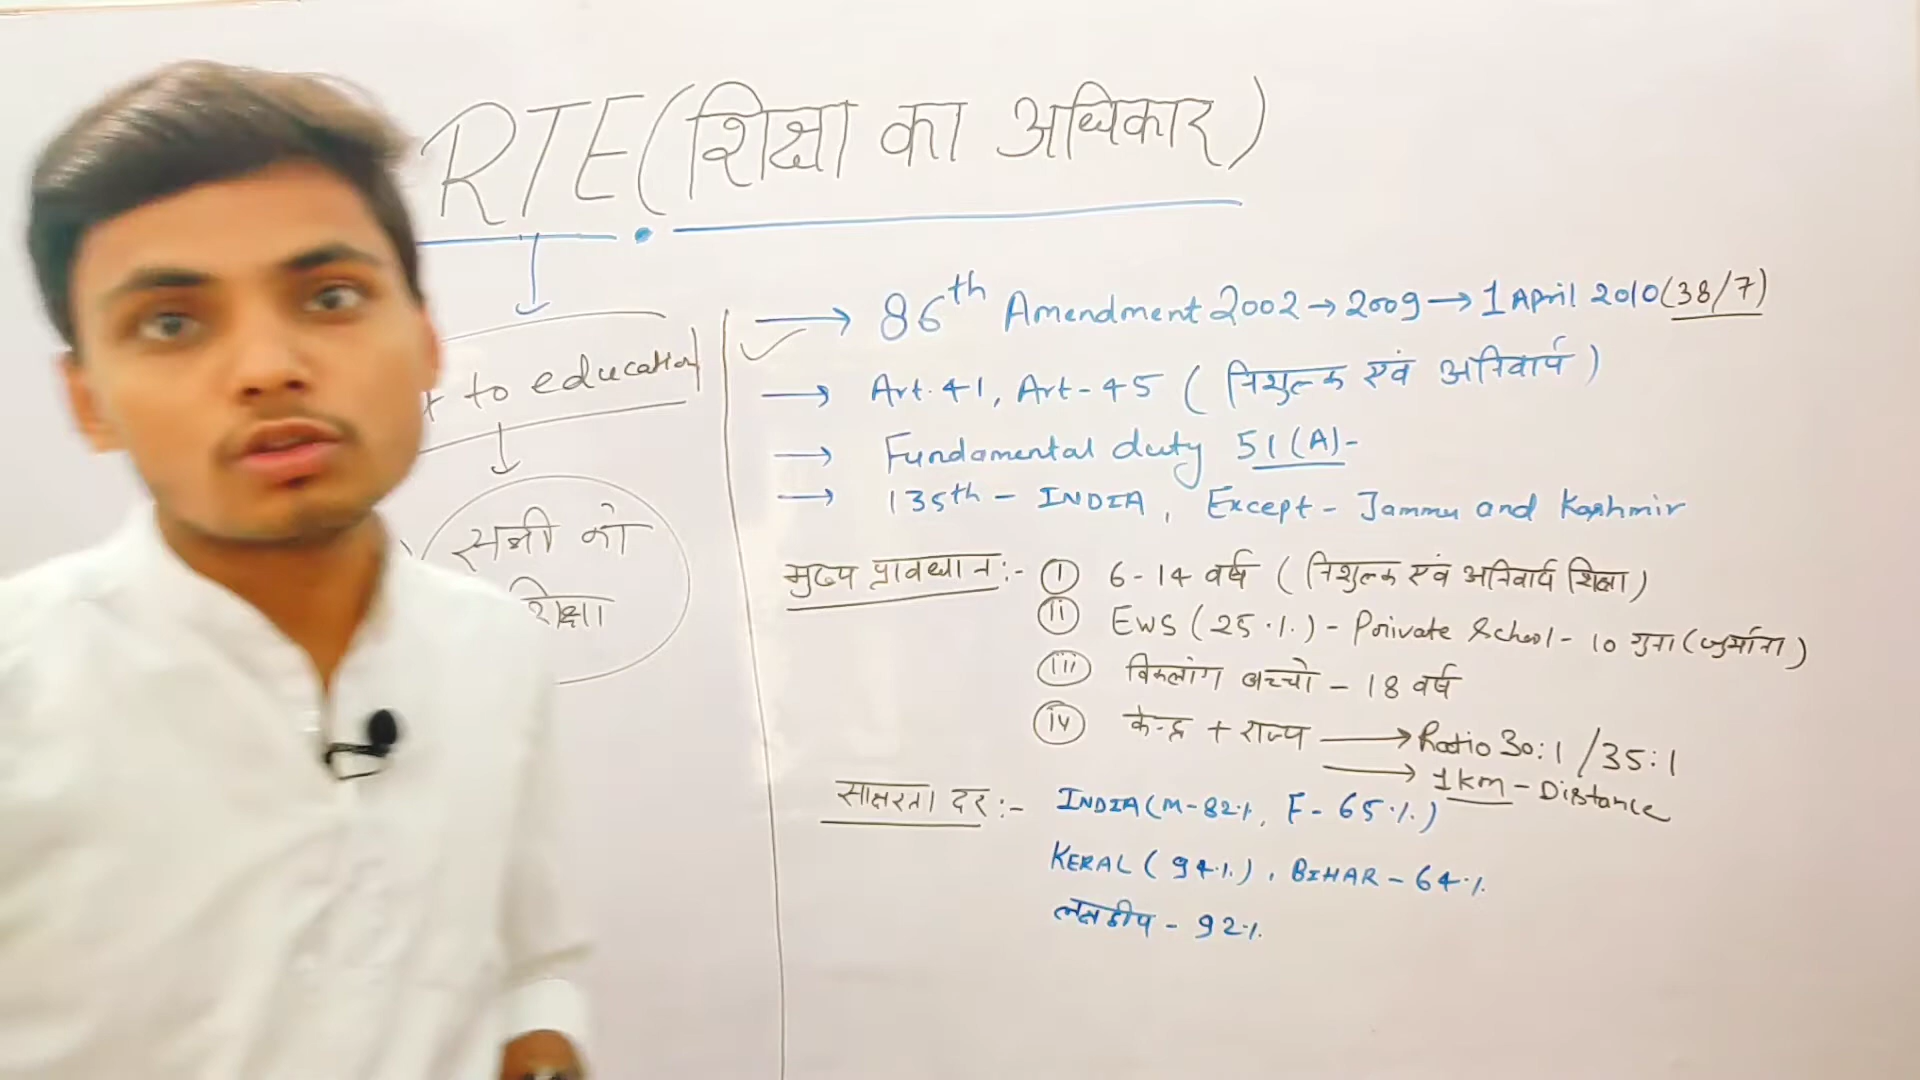 RTE (शिक्षा का अधिकार)
to education
सभी को
शिक्षा
86th Amendment 2002 → 2009 → 1 April 2010 (38/7)
Art. 41, Art - 45 ( निशुल्क एवं अनिवार्य )
Fundamental duty 51 (A) -
135th - INDIA, Except - Jammu and Kashmir
मुख्य प्रावधान :- (i) 6 - 14 वर्ष ( निशुल्क एवं अनिवार्य शिक्षा )
(ii) EWS (25%) - Private School - 10 गुना (जुर्माना)
(iii) विकलांग बच्चो - 18 वर्ष
(iv) केन्द्र + राज्य → Ratio 30:1 / 35:1
→ 1km - Distance
साक्षरता दर :- INDIA (M - 82%, F - 65%)
KERAL (94%), BIHAR - 64%
लक्षद्वीप - 92%